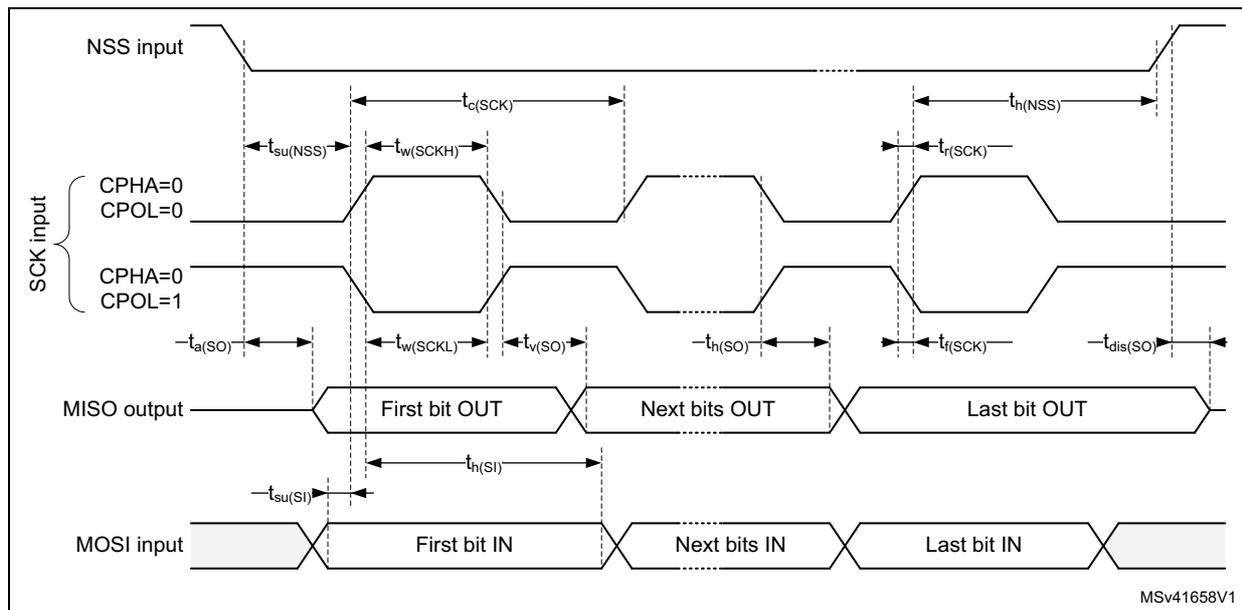 NSS input
tc(SCK)
th(NSS)
tsu(NSS)
tw(SCKH)
tr(SCK)
SCK input
CPHA=0
CPOL=0
CPHA=0
CPOL=1
ta(SO)
tw(SCKL)
tv(SO)
th(SO)
tf(SCK)
tdis(SO)
MISO output
First bit OUT
Next bits OUT
Last bit OUT
th(SI)
tsu(SI)
MOSI input
First bit IN
Next bits IN
Last bit IN
MSv41658V1